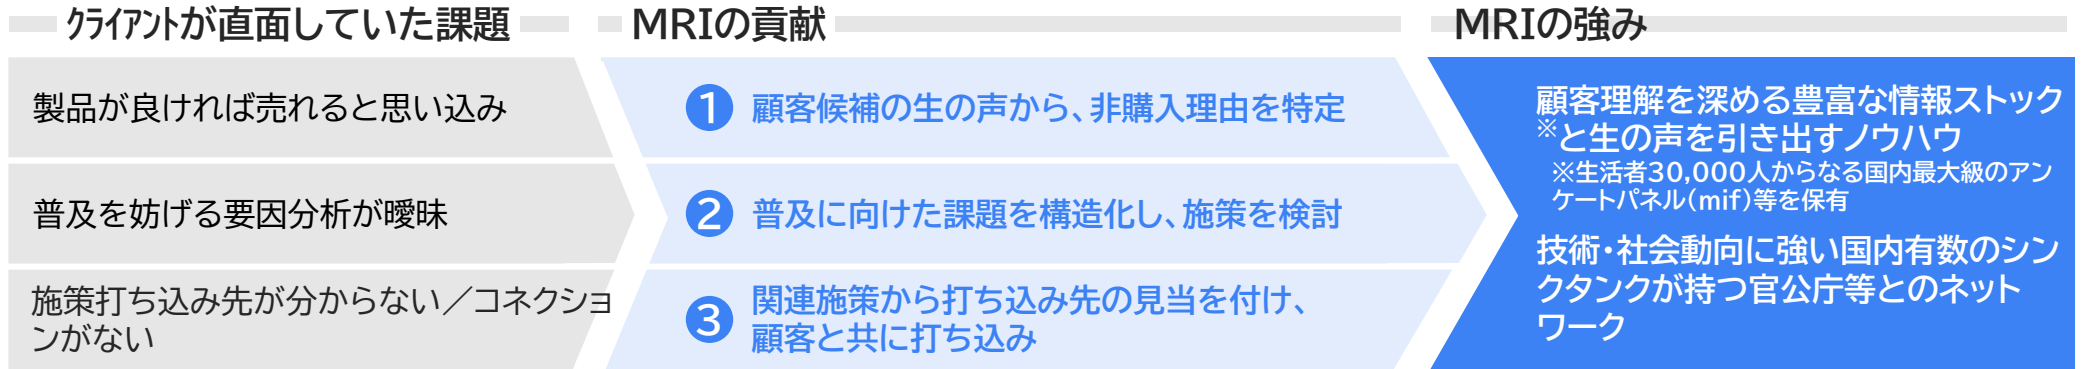 クライアントが直面していた課題
MRIの貢献
MRIの強み
製品が良ければ売れると思い込み
❶ 顧客候補の生の声から、非購入理由を特定
普及を妨げる要因分析が曖昧
❷ 普及に向けた課題を構造化し、施策を検討
施策打ち込み先が分からない／コネクショ
ンがない
❸ 関連施策から打ち込み先の見当を付け、
顧客と共に打ち込み
顧客理解を深める豊富な情報ストック
※と生の声を引き出すノウハウ
※生活者30,000人からなる国内最大級のアン
ケートパネル（mif）等を保有
技術・社会動向に強い国内有数のシン
クタンクが持つ官公庁等とのネット
ワーク